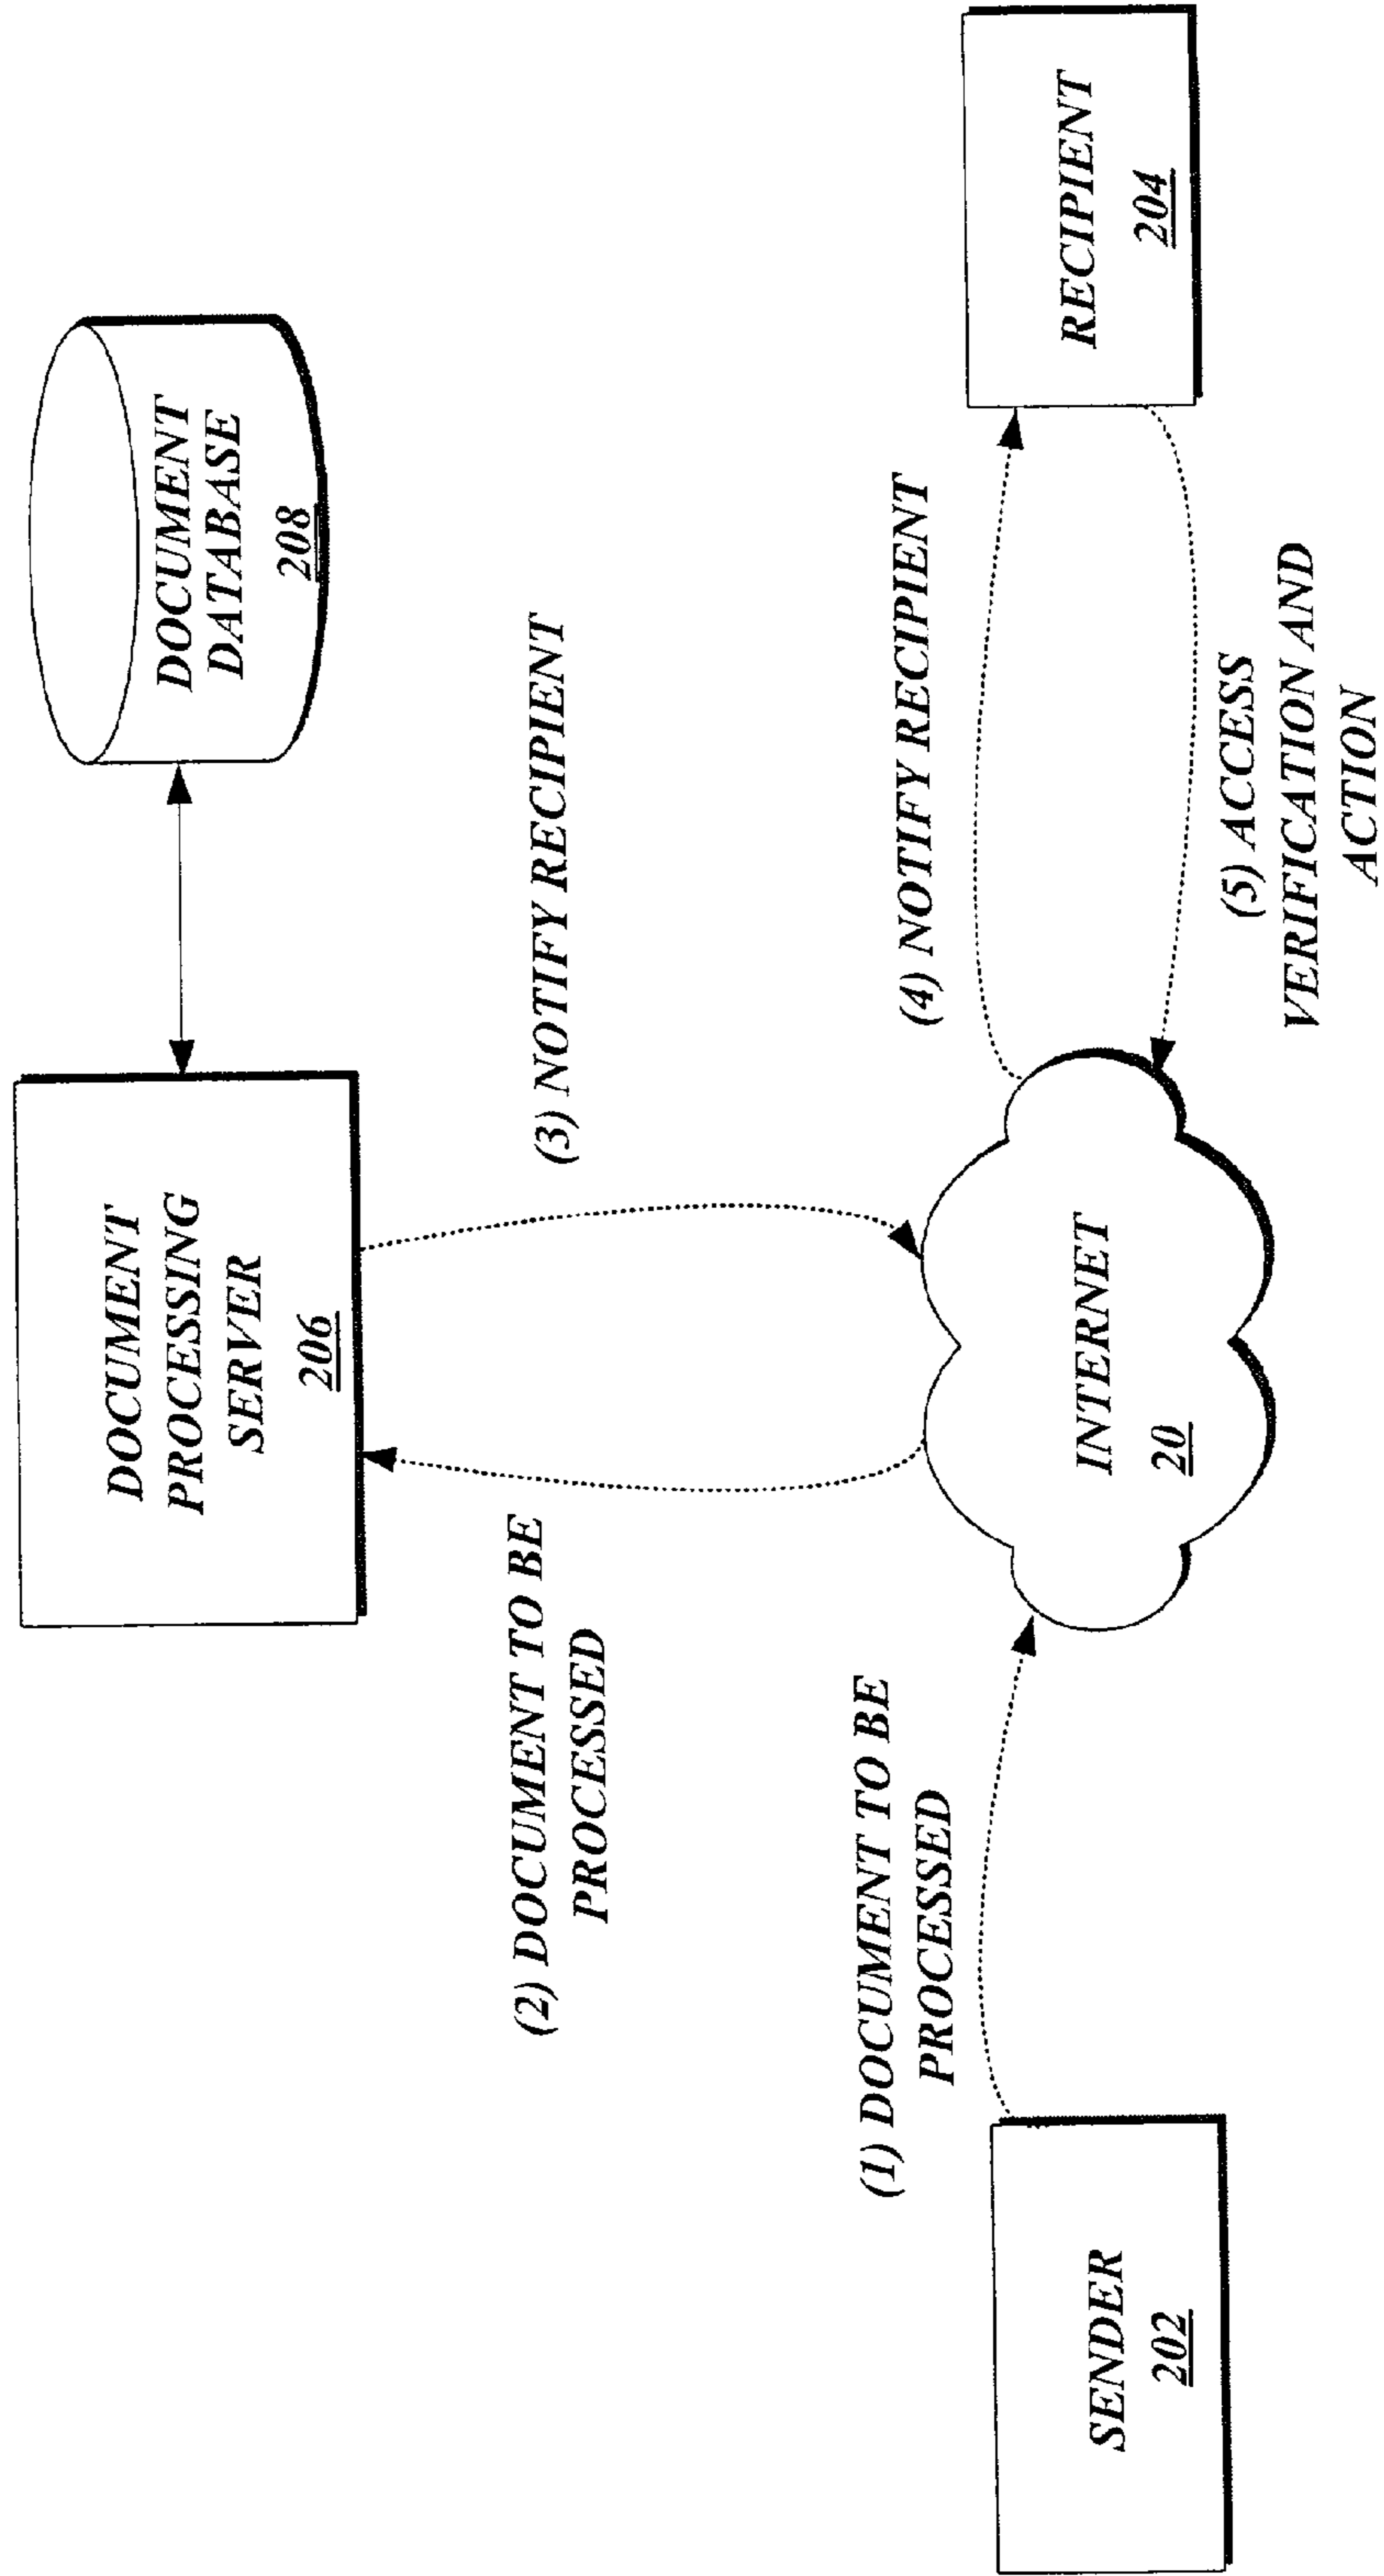 DOCUMENT
PROCESSING
SERVER
206
DOCUMENT
DATABASE
208
(2) DOCUMENT TO BE
PROCESSED
(3) NOTIFY RECIPIENT
(1) DOCUMENT TO BE
PROCESSED
(4) NOTIFY RECIPIENT
SENDER
202
INTERNET
20
RECIPIENT
204
(5) ACCESS
VERIFICATION AND
ACTION